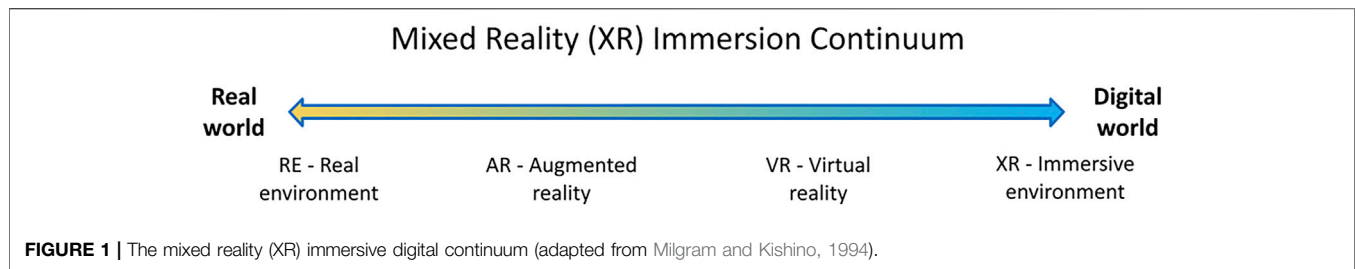 Mixed Reality (XR) Immersion Continuum
Real
world
Digital
world
RE - Real
environment
AR - Augmented
reality
VR - Virtual
reality
XR - Immersive
environment
FIGURE 1 | The mixed reality (XR) immersive digital continuum (adapted from Milgram and Kishino, 1994).